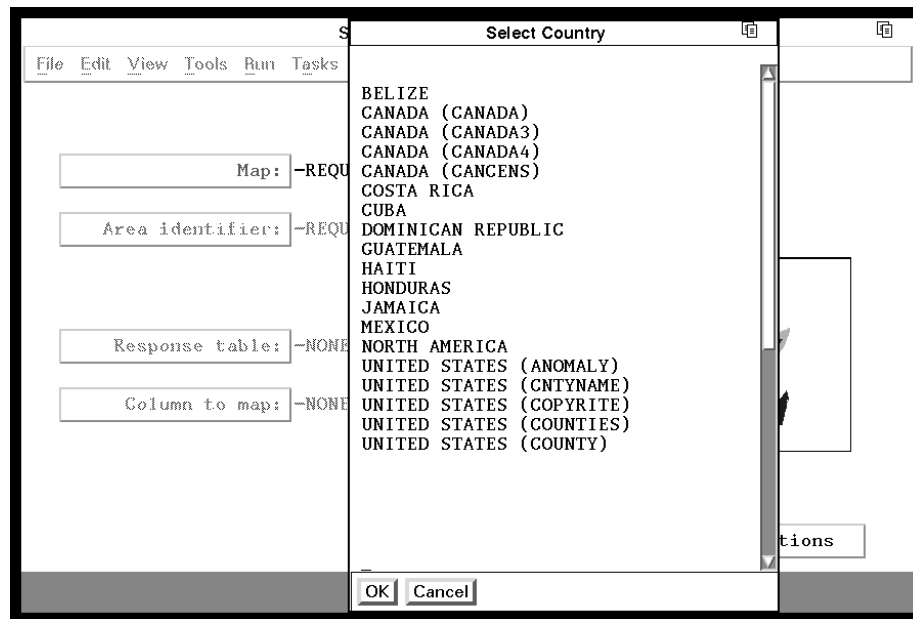 S
Select Country
File Edit View Tools Run Tasks
BELIZE
CANADA (CANADA)
CANADA (CANADA3)
CANADA (CANADA4)
Map: -REQU
CANADA (CANCENS)
COSTA RICA
CUBA
Area identifier: -REQU
DOMINICAN REPUBLIC
GUATEMALA
HAITI
HONDURAS
JAMAICA
MEXICO
Response table: -NONE
NORTH AMERICA
UNITED STATES (ANOMALY)
UNITED STATES (CNTYNAME)
Column to map: -NONE
UNITED STATES (COPYRITE)
UNITED STATES (COUNTIES)
UNITED STATES (COUNTY)
tions
OK Cancel